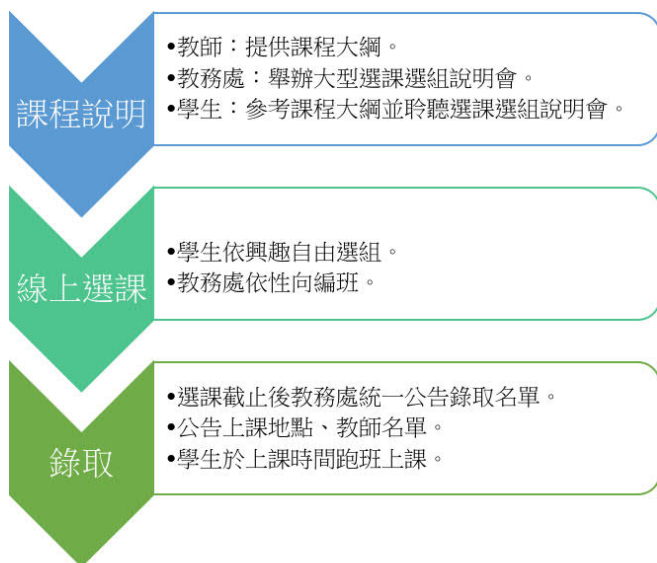 課程說明
•教師：提供課程大綱。
•教務處：舉辦大型選課選組說明會。
•學生：參考課程大綱並聆聽選課選組說明會。
線上選課
•學生依興趣自由選組。
•教務處依性向編班。
錄取
•選課截止後教務處統一公告錄取名單。
•公告上課地點、教師名單。
•學生於上課時間跑班上課。